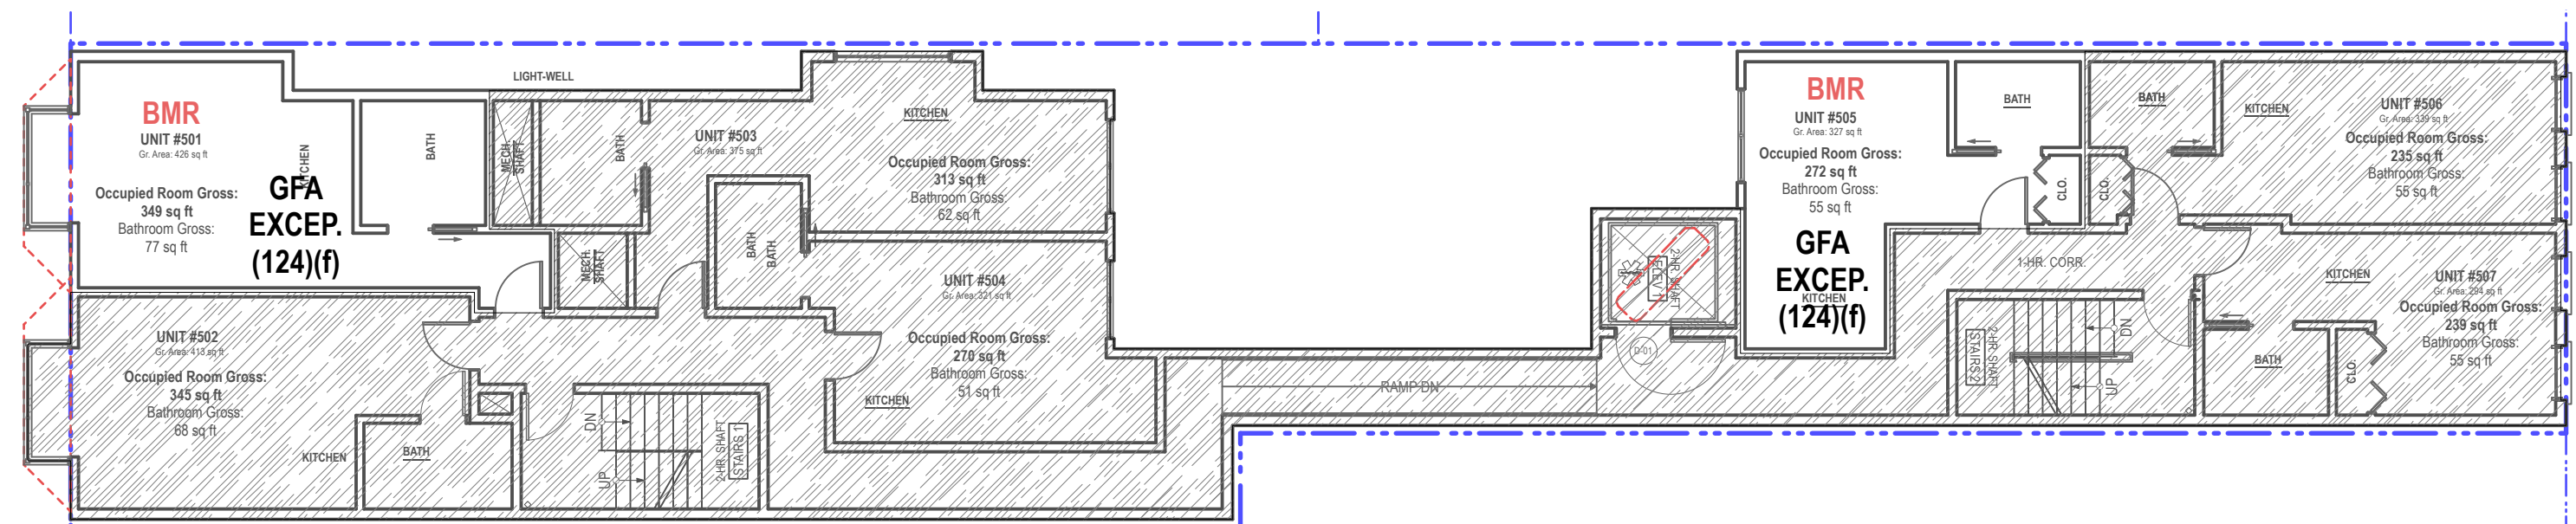 LIGHT-WELL
BMR
UNIT #501
Gr. Area: 426 sq ft
KITCHEN
Occupied Room Gross:
349 sq ft
Bathroom Gross:
77 sq ft
GFA
EXCEP.
(124)(f)
BATH
MECH.
SHAFT
BATH
UNIT #503
Gr. Area: 375 sq ft
KITCHEN
Occupied Room Gross:
313 sq ft
Bathroom Gross:
62 sq ft
MECH.
SHAFT
BATH
BATH
UNIT #504
Gr. Area: 321 sq ft
Occupied Room Gross:
270 sq ft
Bathroom Gross:
51 sq ft
KITCHEN
UNIT #502
Gr. Area: 413 sq ft
Occupied Room Gross:
345 sq ft
Bathroom Gross:
68 sq ft
KITCHEN
BATH
DN
UP
2-HR. SHAFT
STAIRS 1
RAMP DN
2-HR. SHAFT
ELEV 1
D-01
BMR
UNIT #505
Gr. Area: 327 sq ft
Occupied Room Gross:
272 sq ft
Bathroom Gross:
55 sq ft
GFA
EXCEP.
KITCHEN
(124)(f)
BATH
CLO.
CLO.
BATH
KITCHEN
UNIT #506
Gr. Area: 339 sq ft
Occupied Room Gross:
235 sq ft
Bathroom Gross:
55 sq ft
1-HR. CORR.
2-HR. SHAFT
STAIRS 2
DN
UP
KITCHEN
UNIT #507
Gr. Area: 294 sq ft
Occupied Room Gross:
239 sq ft
Bathroom Gross:
55 sq ft
BATH
CLO.